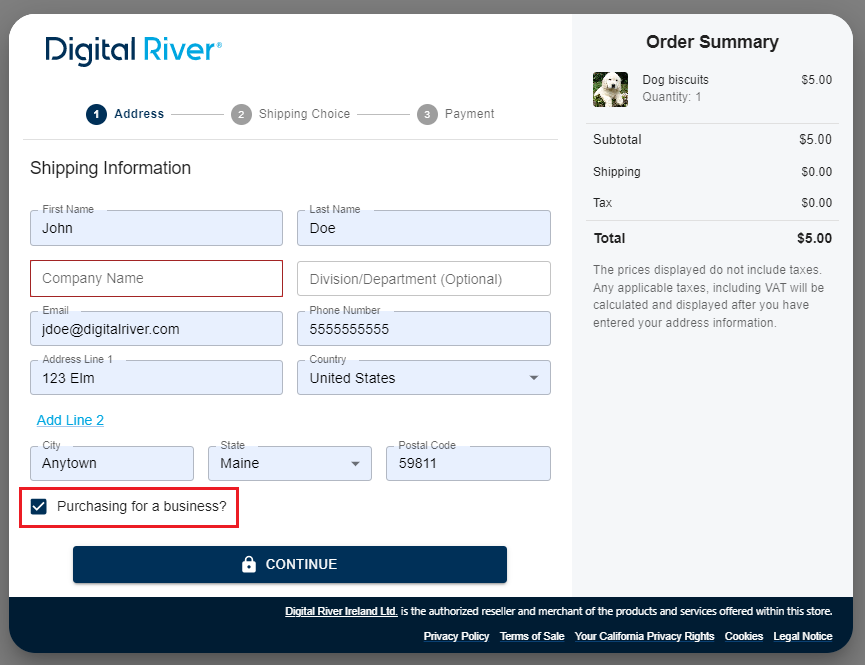 Digital River®
1 Address 2 Shipping Choice 3 Payment
Shipping Information
First Name
John
Last Name
Doe
Company Name
Division/Department (Optional)
Email
jdoe@digitalriver.com
Phone Number
5555555555
Address Line 1
123 Elm
Country
United States
Add Line 2
City
Anytown
State
Maine
Postal Code
59811
Purchasing for a business?
CONTINUE
Order Summary
Dog biscuits $5.00
Quantity: 1
Subtotal $5.00
Shipping $0.00
Tax $0.00
Total $5.00
The prices displayed do not include taxes.
Any applicable taxes, including VAT will be
calculated and displayed after you have
entered your address information.
Digital River Ireland Ltd. is the authorized reseller and merchant of the products and services offered within this store.
Privacy Policy Terms of Sale Your California Privacy Rights Cookies Legal Notice